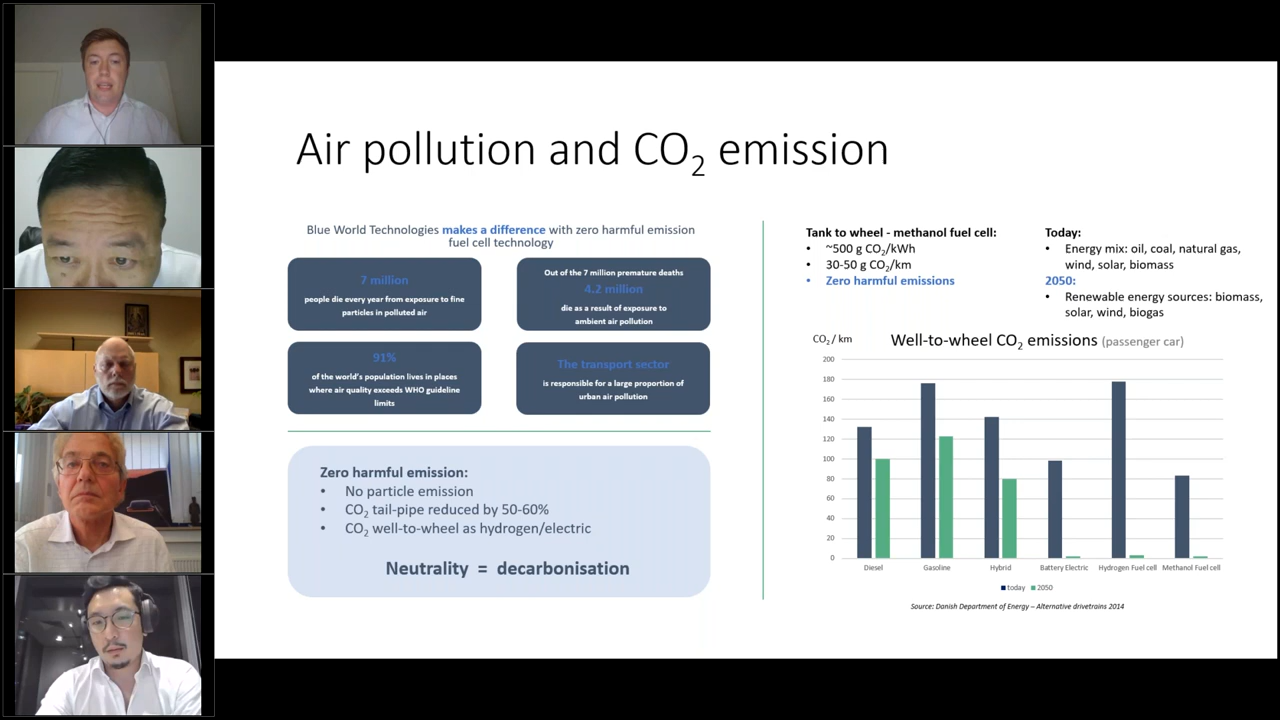 Air pollution and CO₂ emission
Blue World Technologies makes a difference with zero harmful emission
fuel cell technology
7 million
people die every year from exposure to fine
particles in polluted air
Out of the 7 million premature deaths
4.2 million
die as a result of exposure to
ambient air pollution
91%
of the world's population lives in places
where air quality exceeds WHO guideline
limits
The transport sector
is responsible for a large proportion of
urban air pollution
Zero harmful emission:
• No particle emission
• CO₂ tail-pipe reduced by 50-60%
• CO₂ well-to-wheel as hydrogen/electric
Neutrality = decarbonisation
Tank to wheel - methanol fuel cell:
• ~500 g CO₂/kWh
• 30-50 g CO₂/km
• Zero harmful emissions
Today:
• Energy mix: oil, coal, natural gas,
wind, solar, biomass
2050:
• Renewable energy sources: biomass,
solar, wind, biogas
CO₂ / km
Well-to-wheel CO₂ emissions (passenger car)
200
180
160
140
120
100
80
60
40
20
0
Diesel Gasoline Hybrid Battery Electric Hydrogen Fuel cell Methanol Fuel cell
today 2050
Source: Danish Department of Energy – Alternative drivetrains 2014